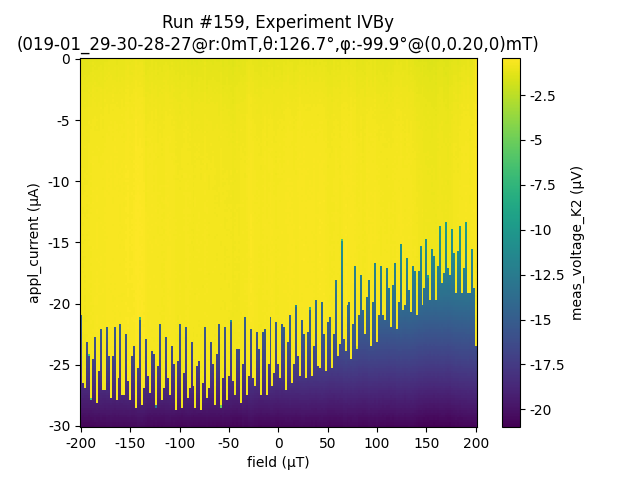 Run #159, Experiment IVBy
(019-01_29-30-28-27@r:0mT,θ:126.7°,φ:-99.9°@(0,0.20,0)mT)
0
-5
-10
-15
-20
-25
-30
appl_current (μA)
-200 -150 -100 -50 0 50 100 150 200
field (μT)
-2.5
-5
-7.5
-10
-12.5
-15
-17.5
-20
meas_voltage_K2 (μV)